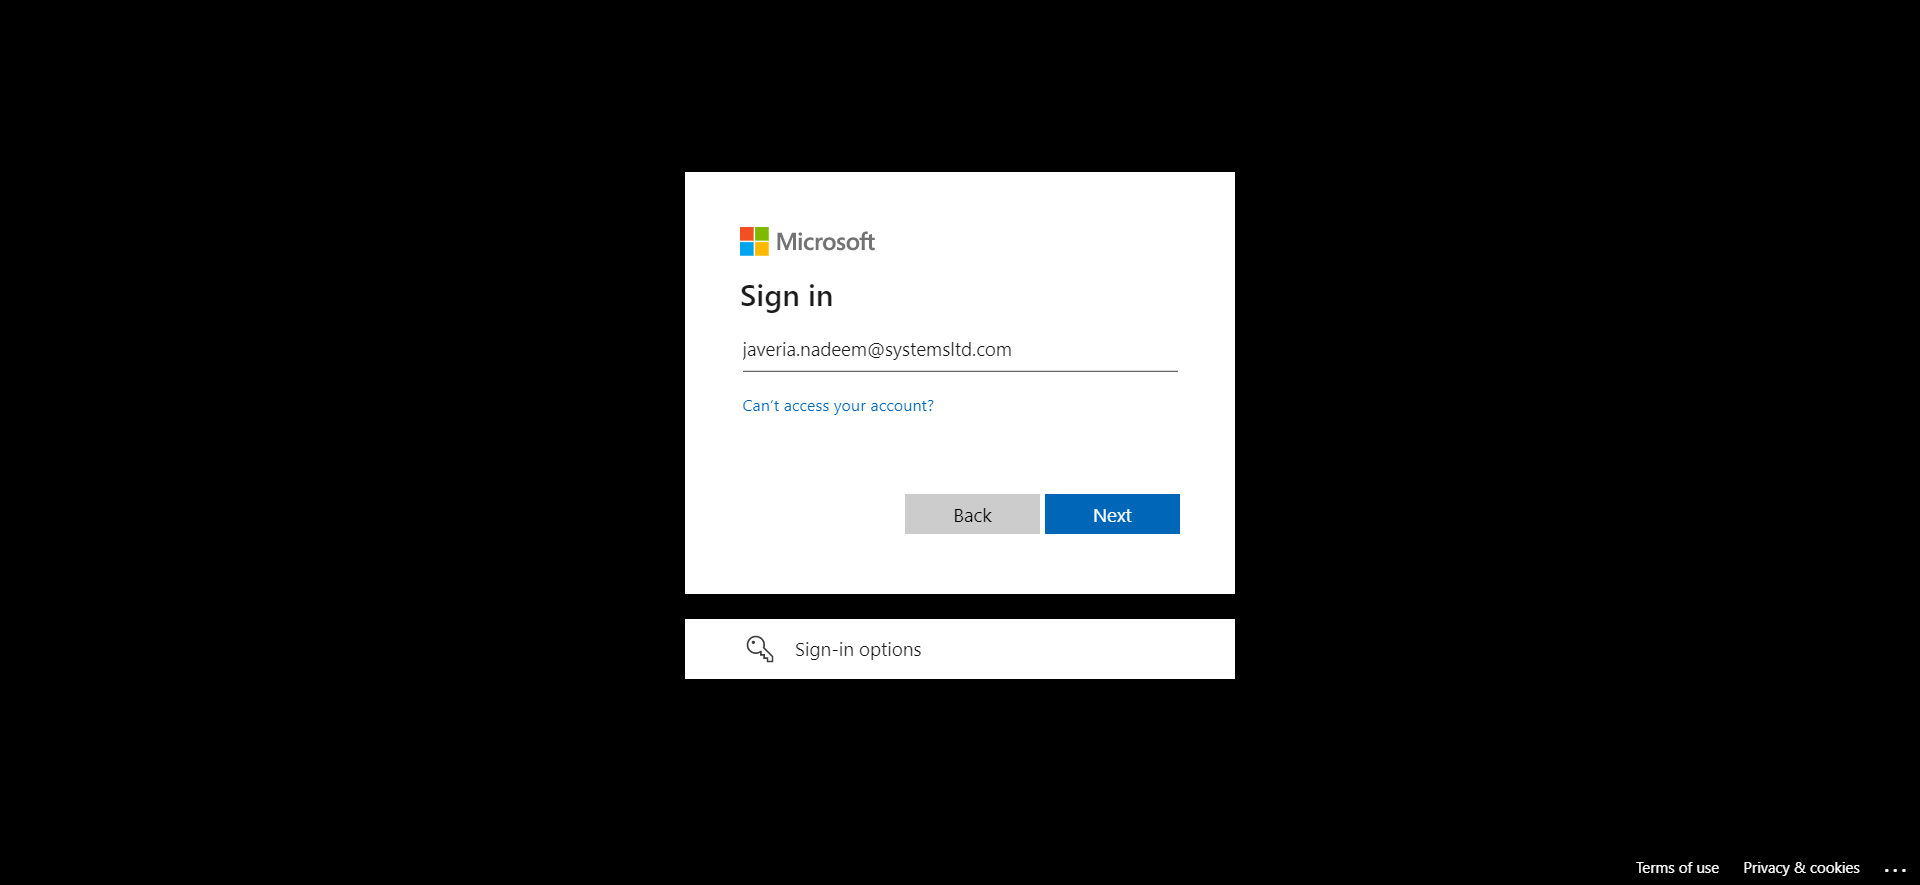 Microsoft
Sign in
javeria.nadeem@systemsltd.com
Can't access your account?
Back
Next
Sign-in options
Terms of use
Privacy & cookies
...